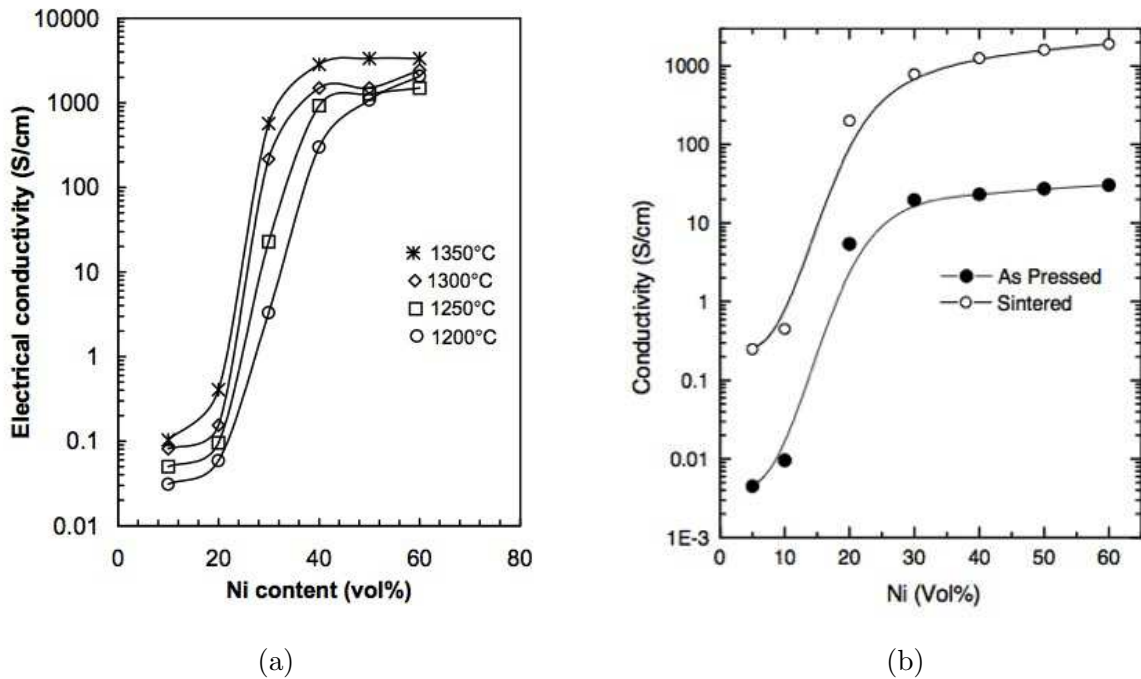 10000
1000
100
10
1
0.1
0.01
Electrical conductivity (S/cm)
1350°C
1300°C
1250°C
1200°C
0 20 40 60 80
Ni content (vol%)
(a)
1000
100
10
1
0.1
0.01
1E-3
Conductivity (S/cm)
As Pressed
Sintered
0 10 20 30 40 50 60
Ni (Vol%)
(b)